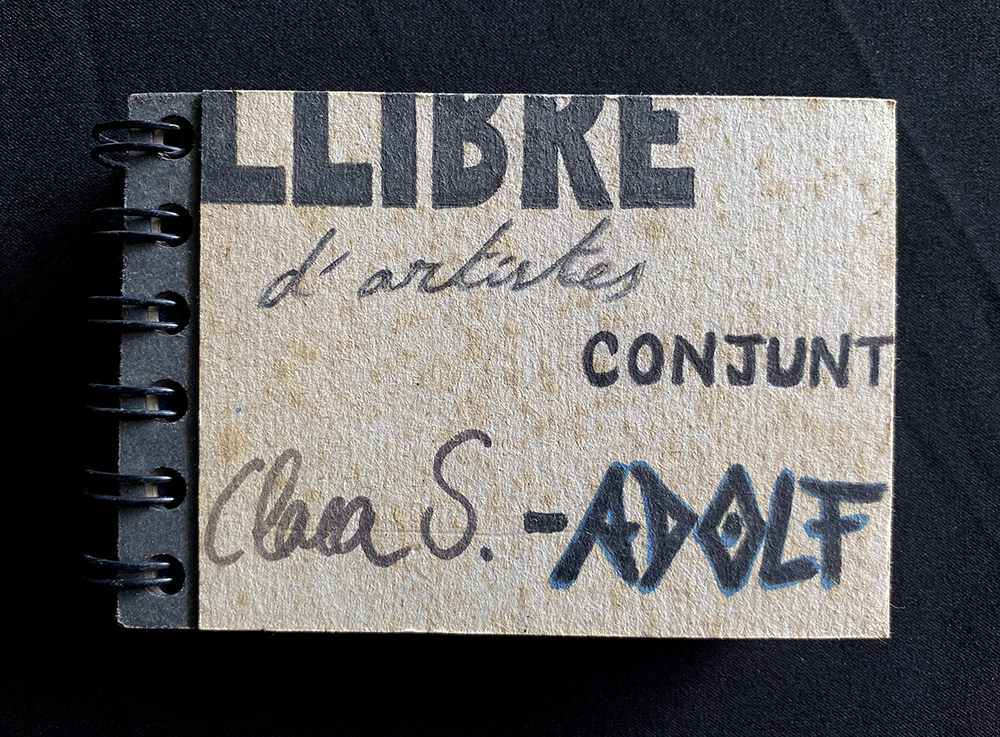 LLIBRE
d'artistes
CONJUNT
Clara S. - ADOLF